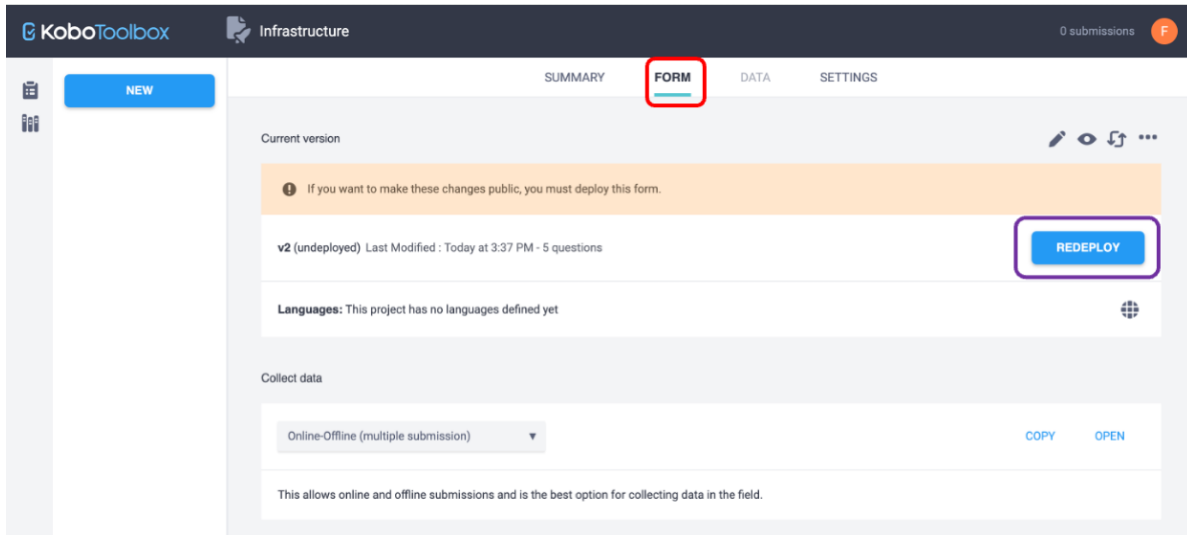 KoboToolbox Infrastructure 0 submissions F
NEW
SUMMARY FORM DATA SETTINGS
Current version
If you want to make these changes public, you must deploy this form.
v2 (undeployed) Last Modified : Today at 3:37 PM - 5 questions REDEPLOY
Languages: This project has no languages defined yet
Collect data
Online-Offline (multiple submission) COPY OPEN
This allows online and offline submissions and is the best option for collecting data in the field.